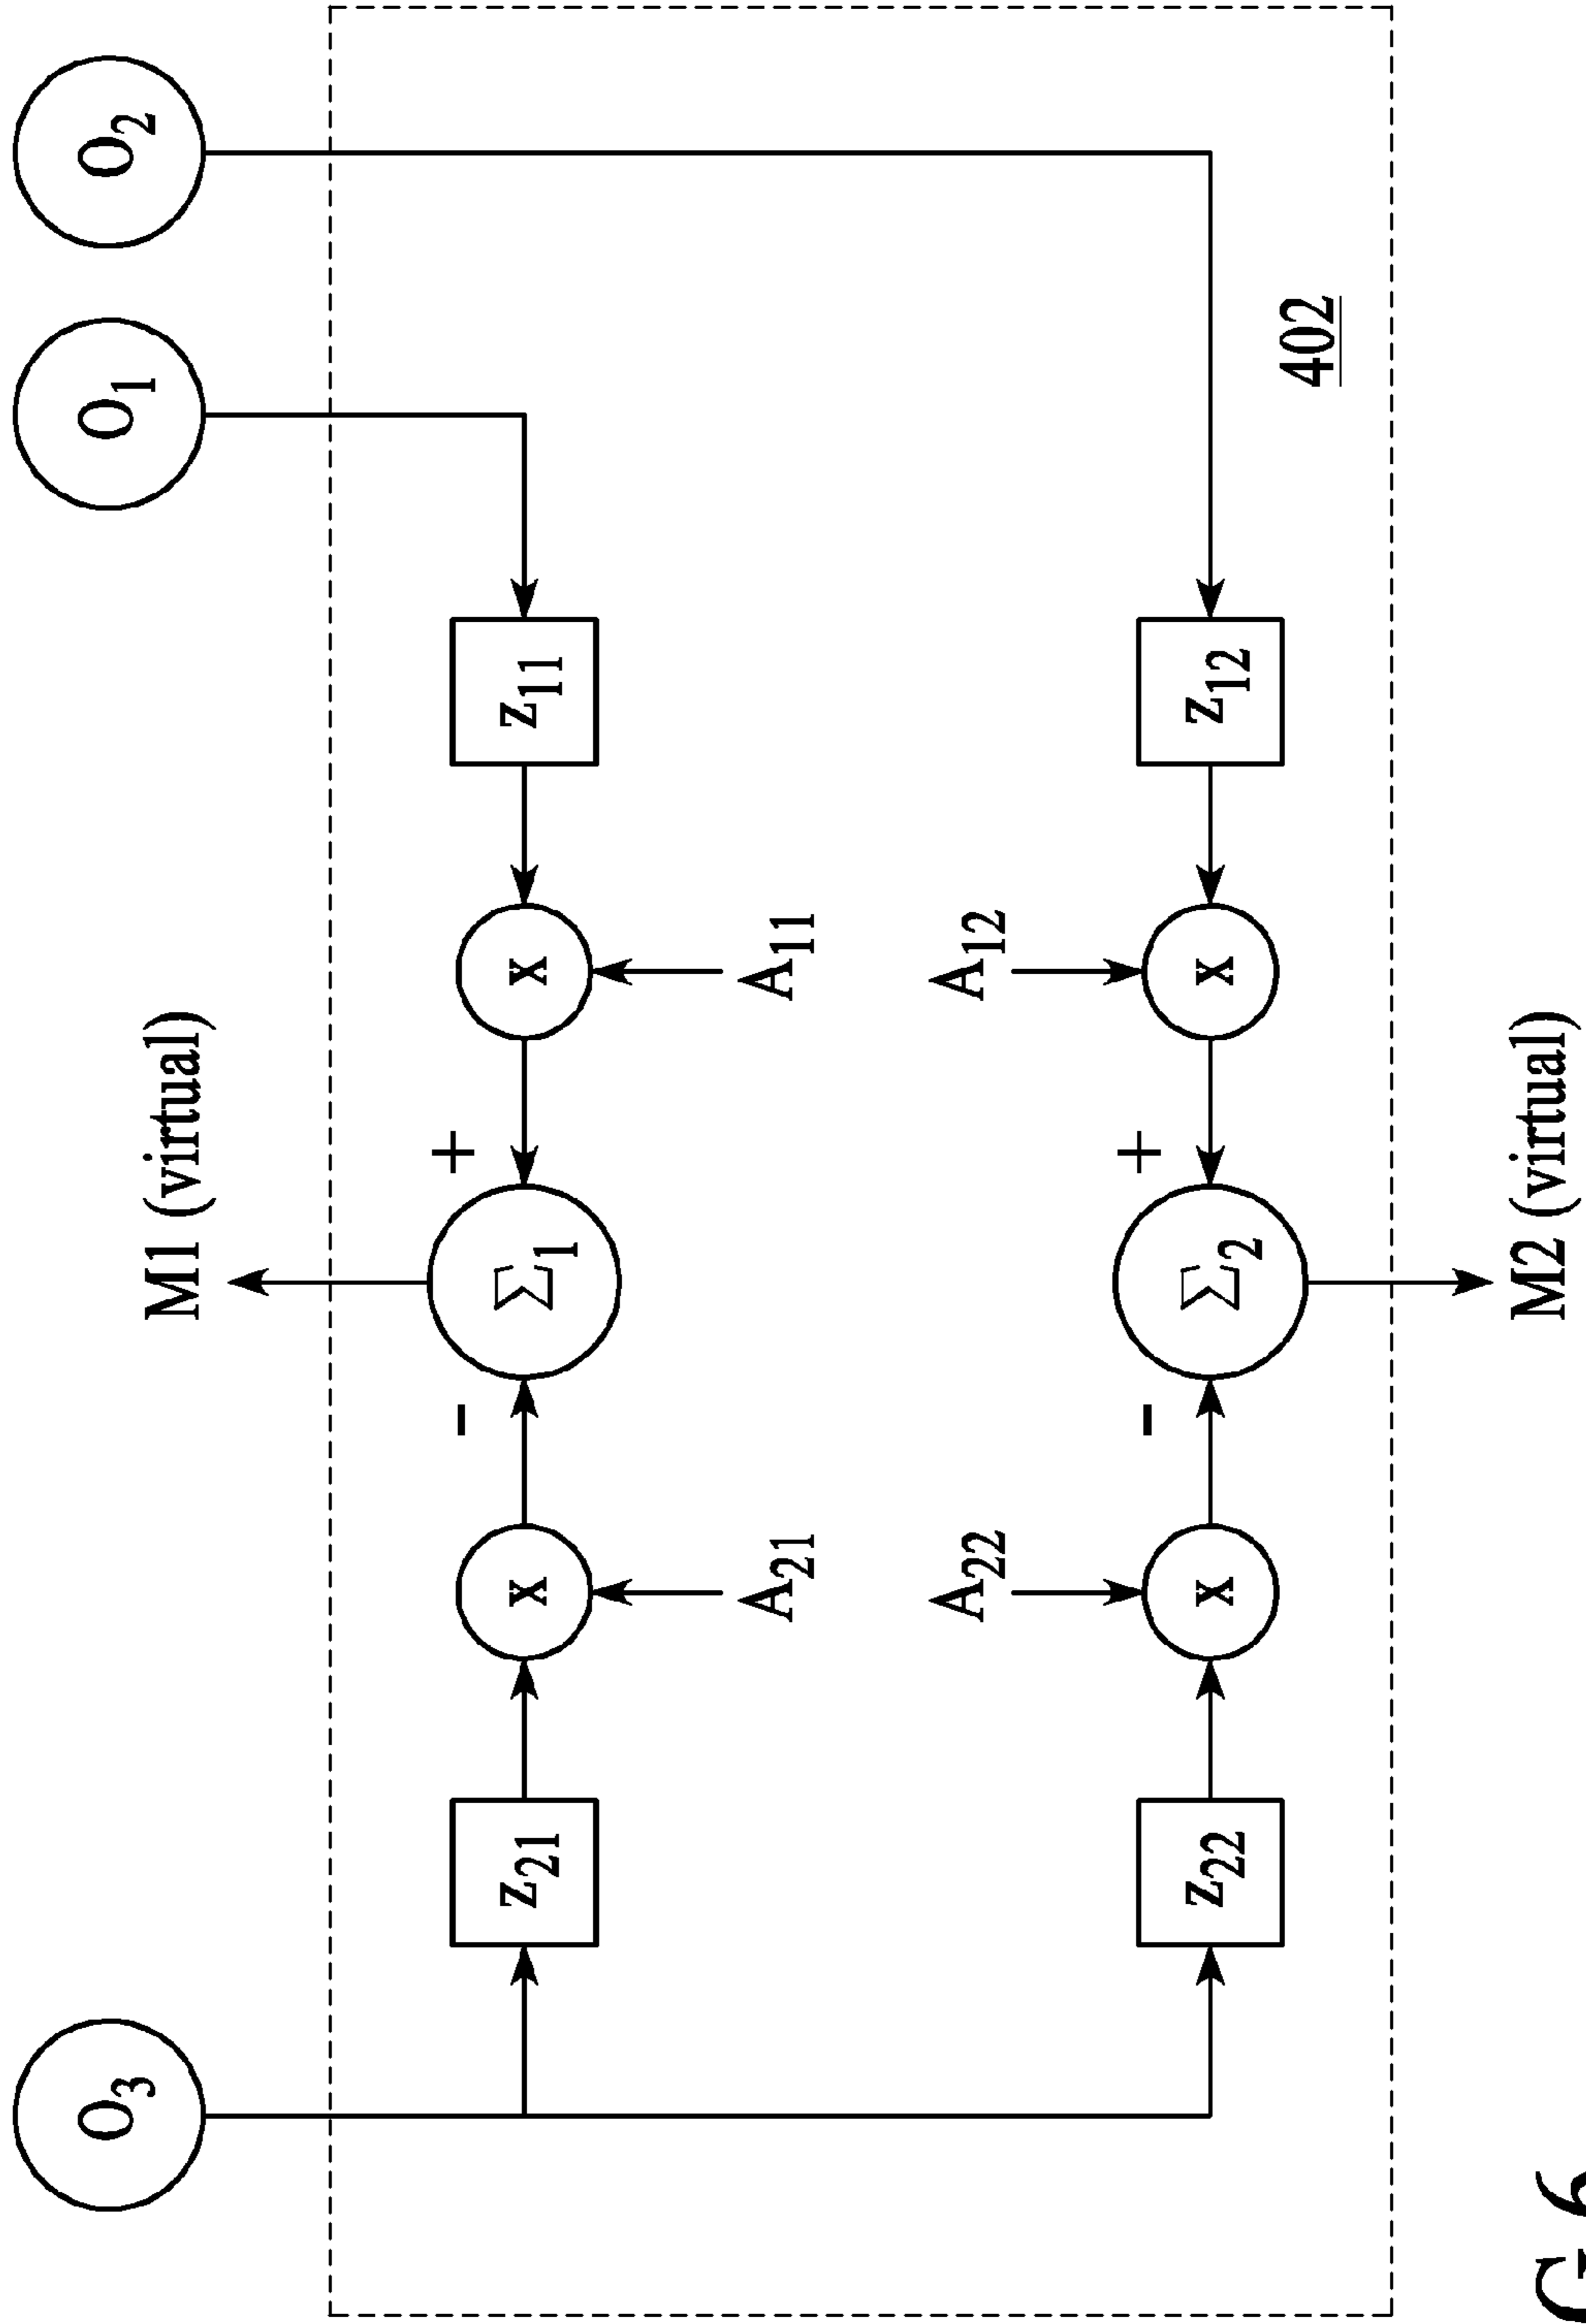 O3
O1
O2
M1 (virtual)
-
+
z21
x
Σ1
x
z11
A21
A11
A22
A12
-
+
z22
x
Σ2
x
z12
402
M2 (virtual)